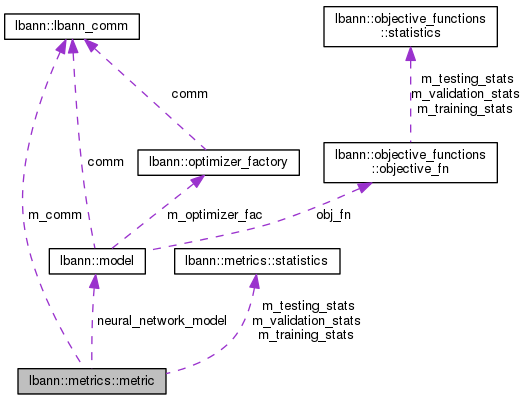 lbann::lbann_comm
lbann::objective_functions
::statistics
m_testing_stats
m_validation_stats
m_training_stats
comm
lbann::optimizer_factory
lbann::objective_functions
::objective_fn
comm
m_comm
m_optimizer_fac
obj_fn
lbann::model
lbann::metrics::statistics
neural_network_model
m_testing_stats
m_validation_stats
m_training_stats
lbann::metrics::metric